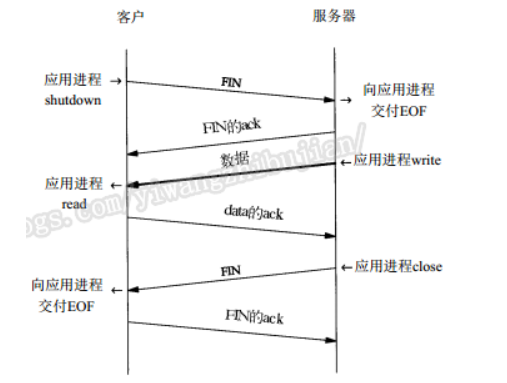 客户
服务器
应用进程
shutdown
FIN
向应用进程
交付EOF
FIN的ack
数据
应用进程write
应用进程
read
data的ack
应用进程close
FIN
向应用进程
交付EOF
FIN的ack
ogs.com/yiwangzhibujian/